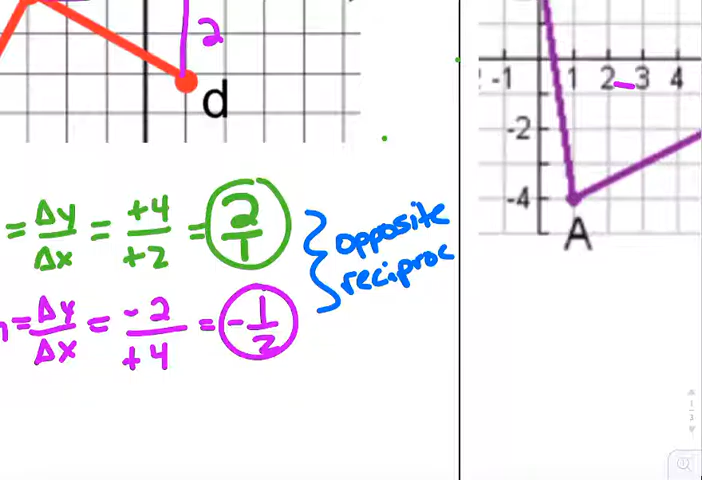 2
d
= Δy/Δx = +4/+2 = 2/1
opposite
reciproc
= Δy/Δx = -2/+4 = -1/2
-1 1 2 3 4
-2
-4
A